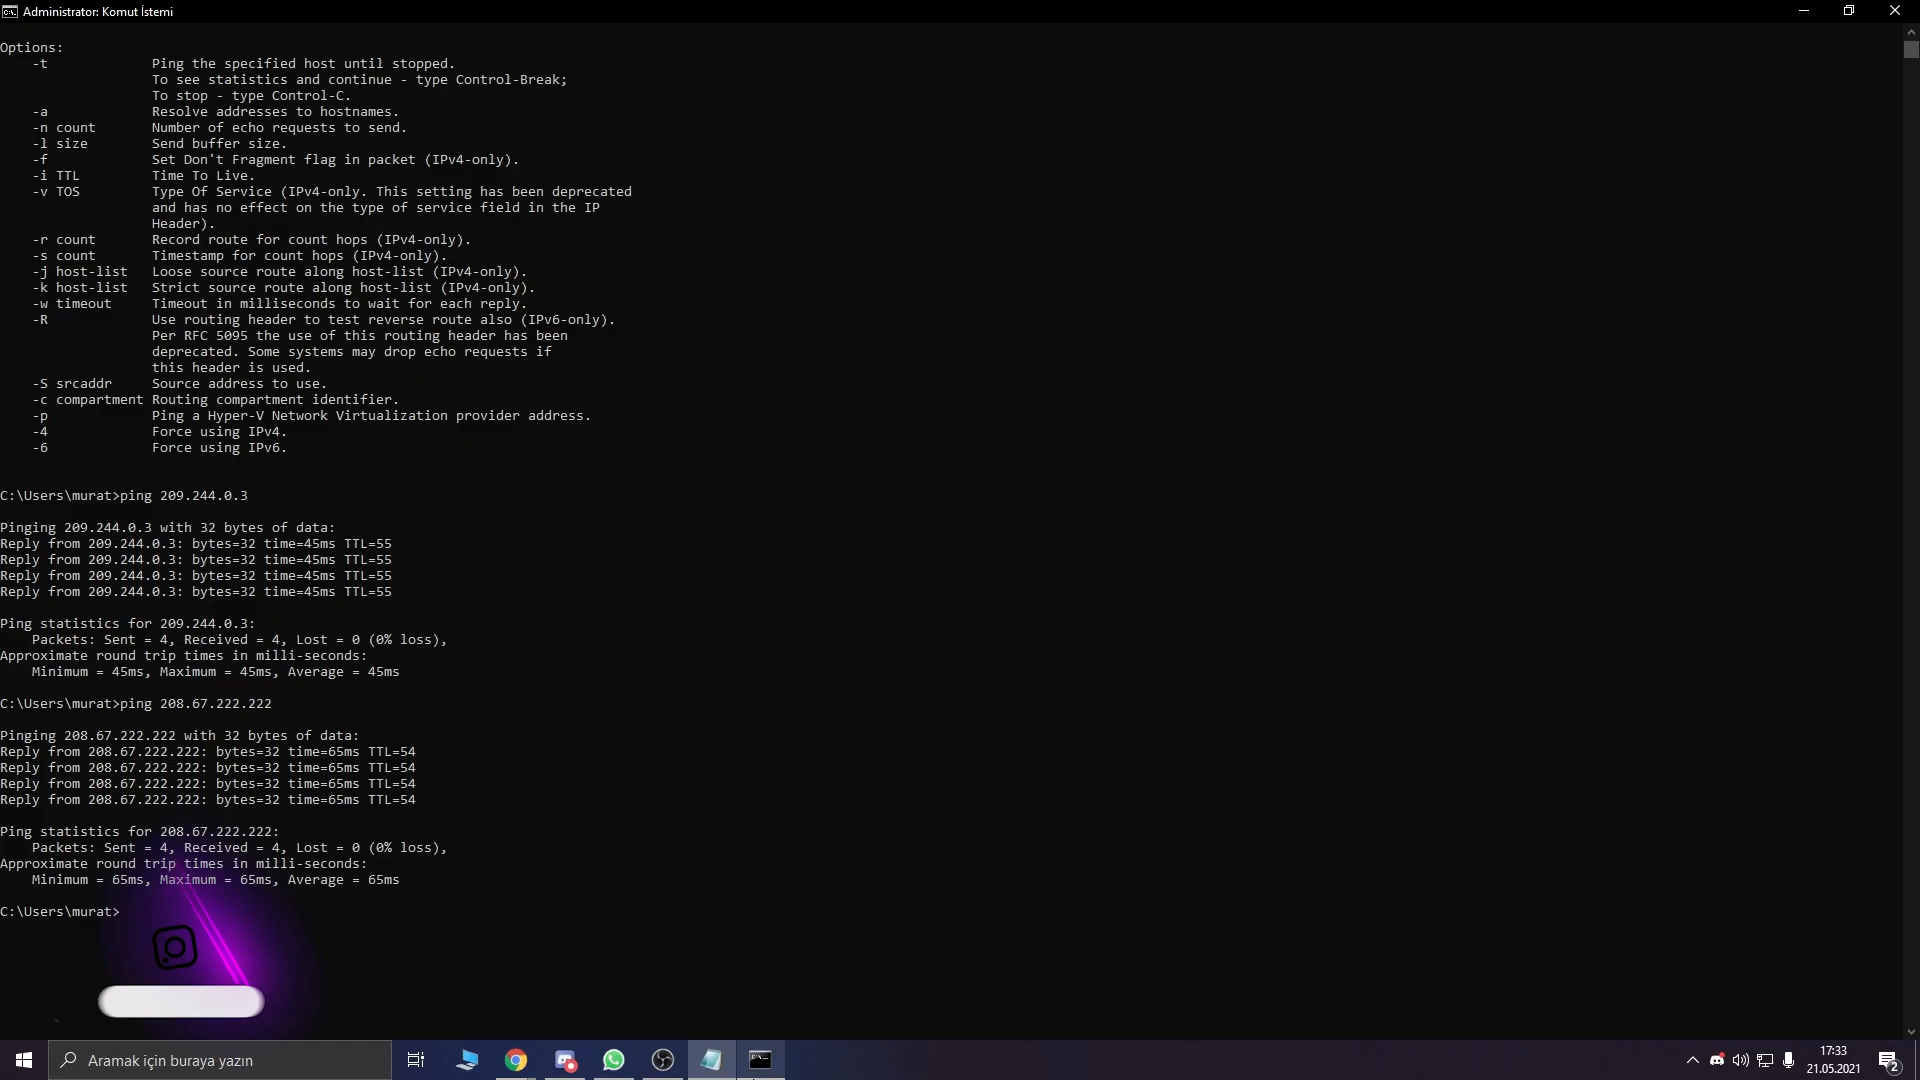 Administrator: Komut İstemi
Options:
    -t             Ping the specified host until stopped.
                   To see statistics and continue - type Control-Break;
                   To stop - type Control-C.
    -a             Resolve addresses to hostnames.
    -n count       Number of echo requests to send.
    -l size        Send buffer size.
    -f             Set Don't Fragment flag in packet (IPv4-only).
    -i TTL         Time To Live.
    -v TOS         Type Of Service (IPv4-only. This setting has been deprecated
                   and has no effect on the type of service field in the IP
                   Header).
    -r count       Record route for count hops (IPv4-only).
    -s count       Timestamp for count hops (IPv4-only).
    -j host-list   Loose source route along host-list (IPv4-only).
    -k host-list   Strict source route along host-list (IPv4-only).
    -w timeout     Timeout in milliseconds to wait for each reply.
    -R             Use routing header to test reverse route also (IPv6-only).
                   Per RFC 5095 the use of this routing header has been
                   deprecated. Some systems may drop echo requests if
                   this header is used.
    -S srcaddr     Source address to use.
    -c compartment Routing compartment identifier.
    -p             Ping a Hyper-V Network Virtualization provider address.
    -4             Force using IPv4.
    -6             Force using IPv6.
C:\Users\murat>ping 209.244.0.3
Pinging 209.244.0.3 with 32 bytes of data:
Reply from 209.244.0.3: bytes=32 time=45ms TTL=55
Reply from 209.244.0.3: bytes=32 time=45ms TTL=55
Reply from 209.244.0.3: bytes=32 time=45ms TTL=55
Reply from 209.244.0.3: bytes=32 time=45ms TTL=55
Ping statistics for 209.244.0.3:
    Packets: Sent = 4, Received = 4, Lost = 0 (0% loss),
Approximate round trip times in milli-seconds:
    Minimum = 45ms, Maximum = 45ms, Average = 45ms
C:\Users\murat>ping 208.67.222.222
Pinging 208.67.222.222 with 32 bytes of data:
Reply from 208.67.222.222: bytes=32 time=65ms TTL=54
Reply from 208.67.222.222: bytes=32 time=65ms TTL=54
Reply from 208.67.222.222: bytes=32 time=65ms TTL=54
Reply from 208.67.222.222: bytes=32 time=65ms TTL=54
Ping statistics for 208.67.222.222:
    Packets: Sent = 4, Received = 4, Lost = 0 (0% loss),
Approximate round trip times in milli-seconds:
    Minimum = 65ms, Maximum = 65ms, Average = 65ms
C:\Users\murat>
Aramak için buraya yazın
17:33
21.05.2021
2